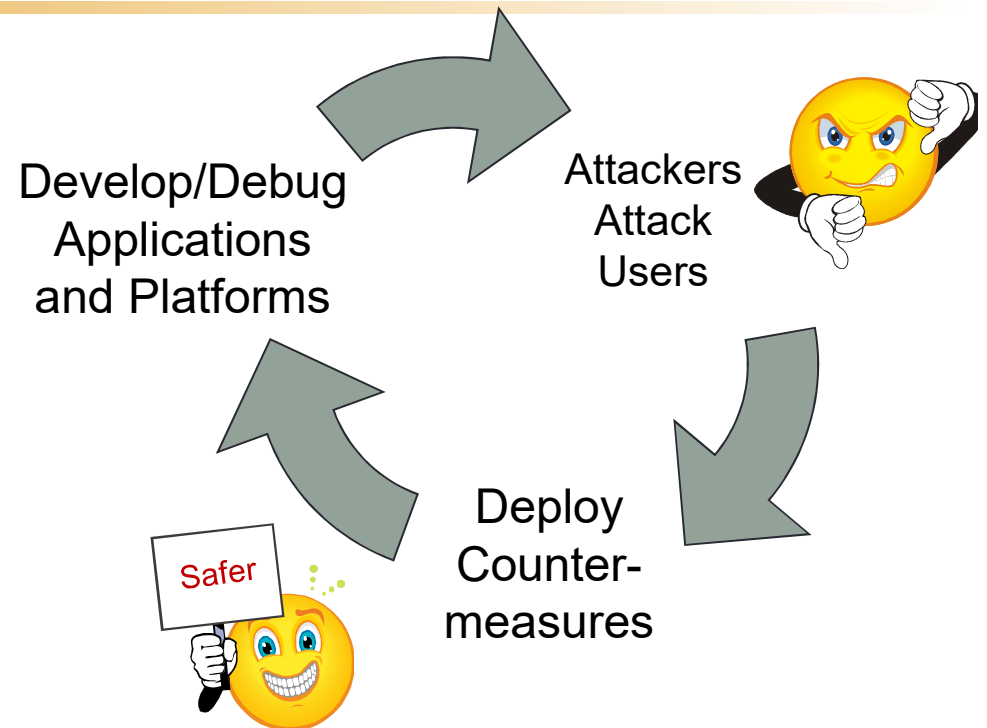 Develop/Debug
Applications
and Platforms
Attackers
Attack
Users
Deploy
Counter-
measures
Safer